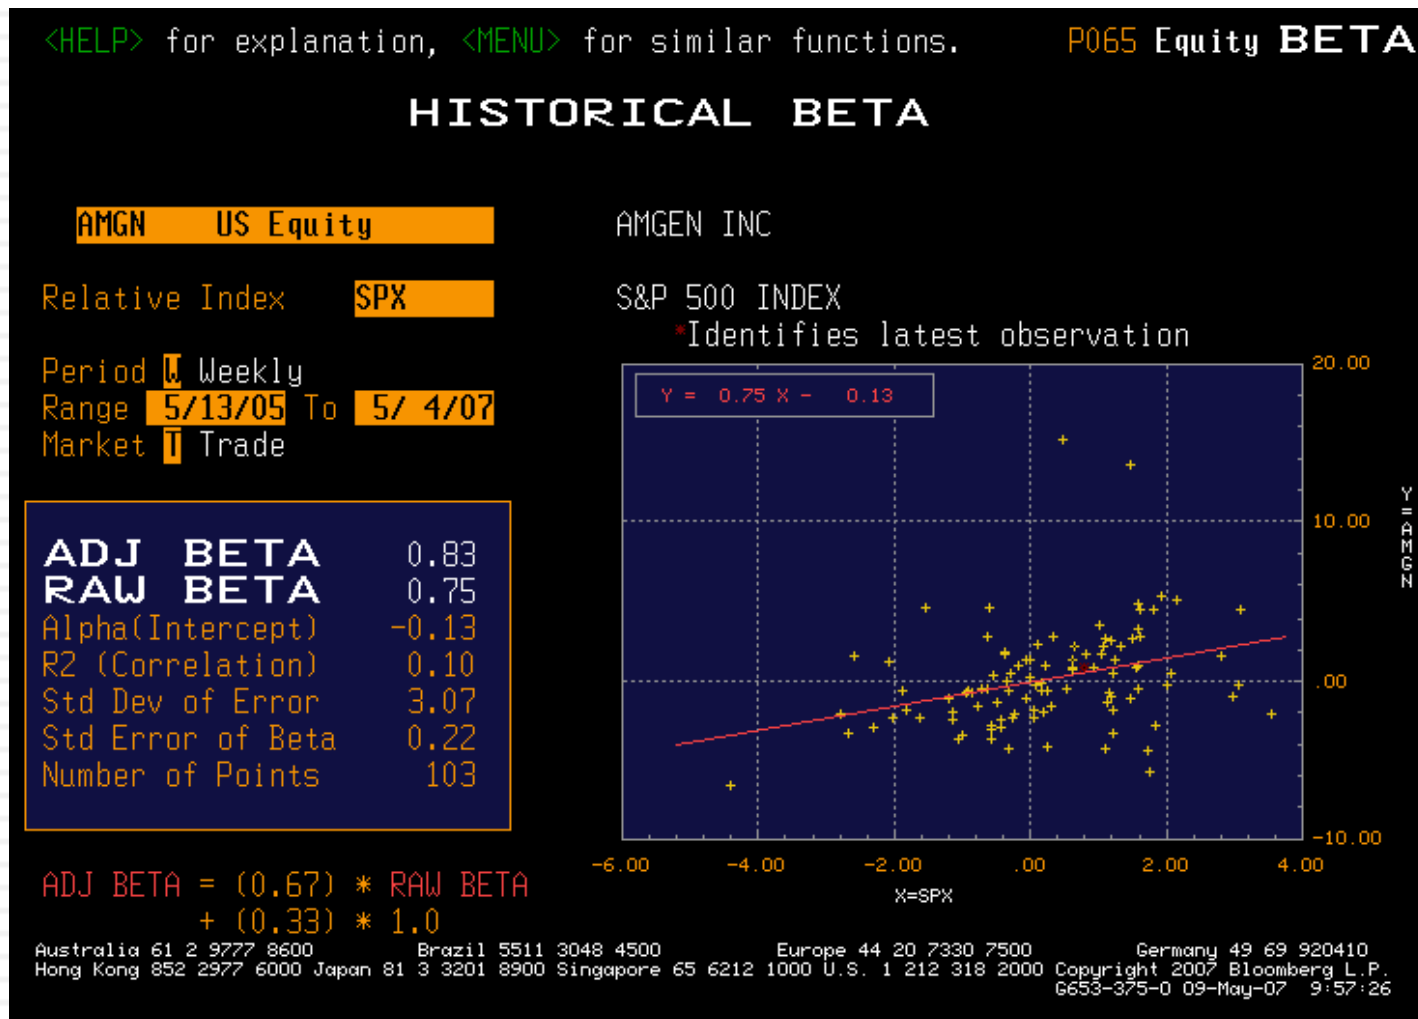 <HELP> for explanation, <MENU> for similar functions. P065 Equity BETA
HISTORICAL BETA
AMGN US Equity
AMGEN INC
Relative Index SPX
S&P 500 INDEX
*Identifies latest observation
Period W Weekly
Range 5/13/05 To 5/ 4/07
Market T Trade
ADJ BETA 0.83
RAW BETA 0.75
Alpha(Intercept) -0.13
R2 (Correlation) 0.10
Std Dev of Error 3.07
Std Error of Beta 0.22
Number of Points 103
ADJ BETA = (0.67) * RAW BETA
+ (0.33) * 1.0
Y = 0.75 X - 0.13
20.00
10.00
.00
-10.00
Y=AMGN
-6.00 -4.00 -2.00 .00 2.00 4.00
X=SPX
Australia 61 2 9777 8600 Brazil 5511 3048 4500 Europe 44 20 7330 7500 Germany 49 69 920410
Hong Kong 852 2977 6000 Japan 81 3 3201 8900 Singapore 65 6212 1000 U.S. 1 212 318 2000 Copyright 2007 Bloomberg L.P.
G653-375-0 09-May-07 9:57:26